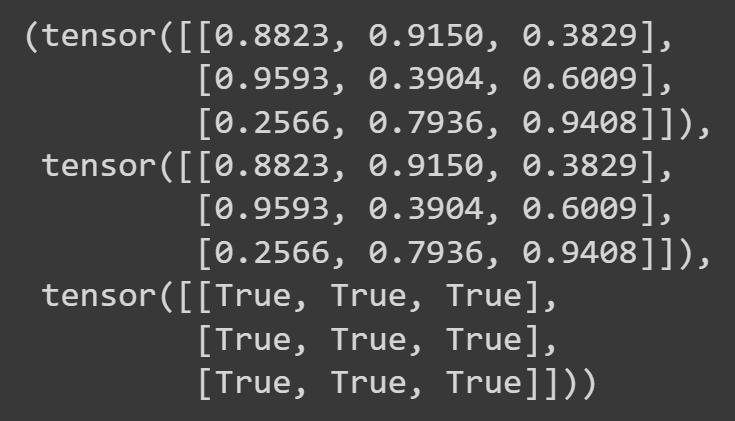 (tensor([[0.8823, 0.9150, 0.3829],
         [0.9593, 0.3904, 0.6009],
         [0.2566, 0.7936, 0.9408]]),
 tensor([[0.8823, 0.9150, 0.3829],
         [0.9593, 0.3904, 0.6009],
         [0.2566, 0.7936, 0.9408]]),
 tensor([[True, True, True],
         [True, True, True],
         [True, True, True]]))